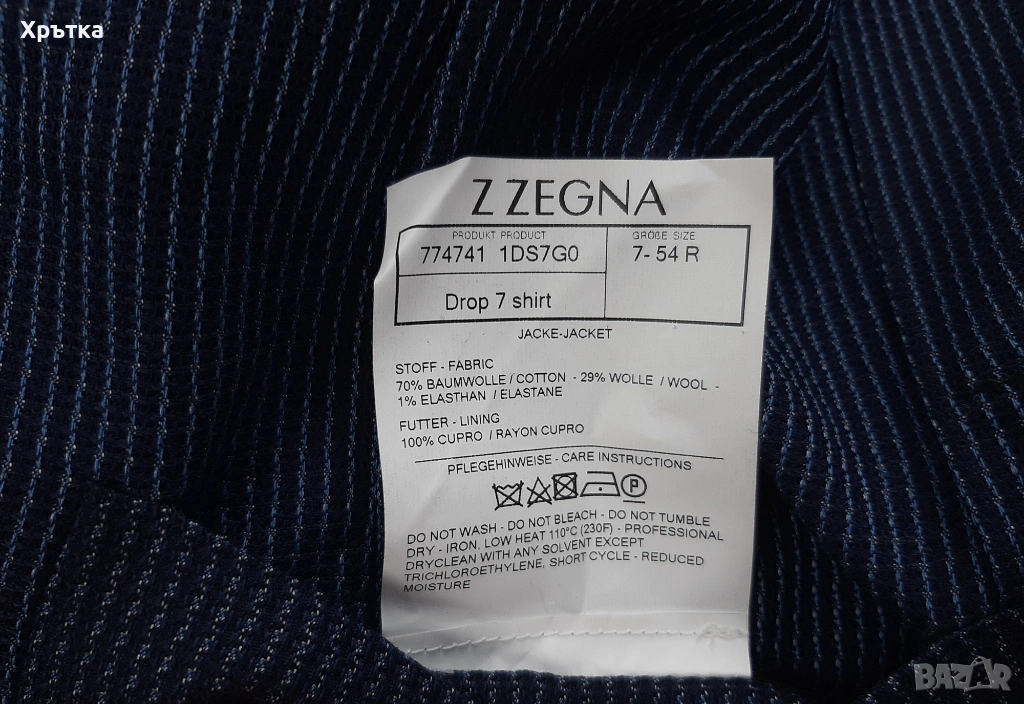 Хрътка
Z ZEGNA
PRODUKT PRODUCT
774741 1DS7G0
GRÖẞE SIZE
7- 54 R
Drop 7 shirt
JACKE-JACKET
STOFF - FABRIC
70% BAUMWOLLE / COTTON - 29% WOLLE / WOOL -
1% ELASTHAN / ELASTANE
FUTTER - LINING
100% CUPRO / RAYON CUPRO
PFLEGEHINWEISE - CARE INSTRUCTIONS
P
DO NOT WASH - DO NOT BLEACH - DO NOT TUMBLE
DRY - IRON, LOW HEAT 110°C (230F) - PROFESSIONAL
DRYCLEAN WITH ANY SOLVENT EXCEPT
TRICHLOROETHYLENE, SHORT CYCLE - REDUCED
MOISTURE
BAZAR